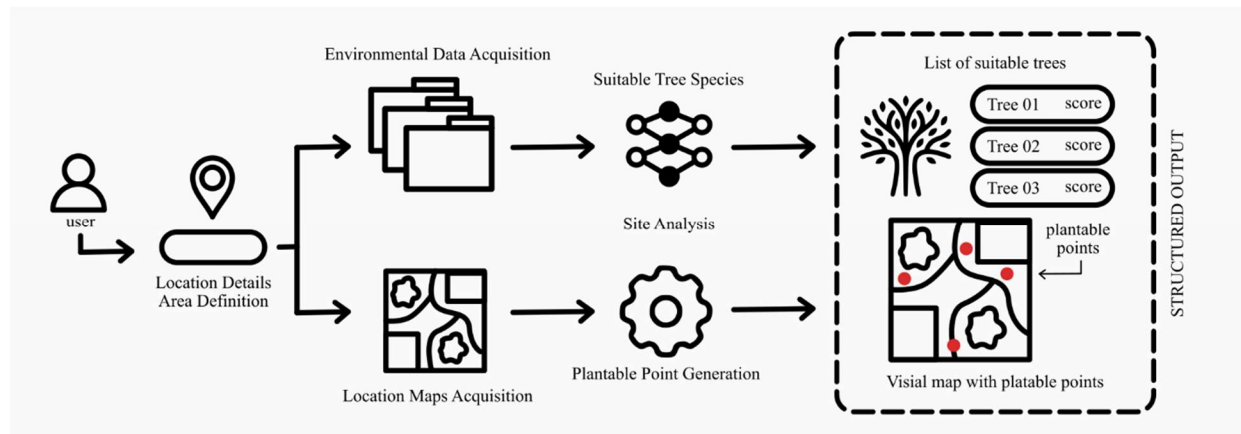 user
Location Details
Area Definition
Environmental Data Acquisition
Location Maps Acquisition
Suitable Tree Species
Site Analysis
Plantable Point Generation
List of suitable trees
Tree 01 score
Tree 02 score
Tree 03 score
plantable
points
Visial map with platable points
STRUCTURED OUTPUT